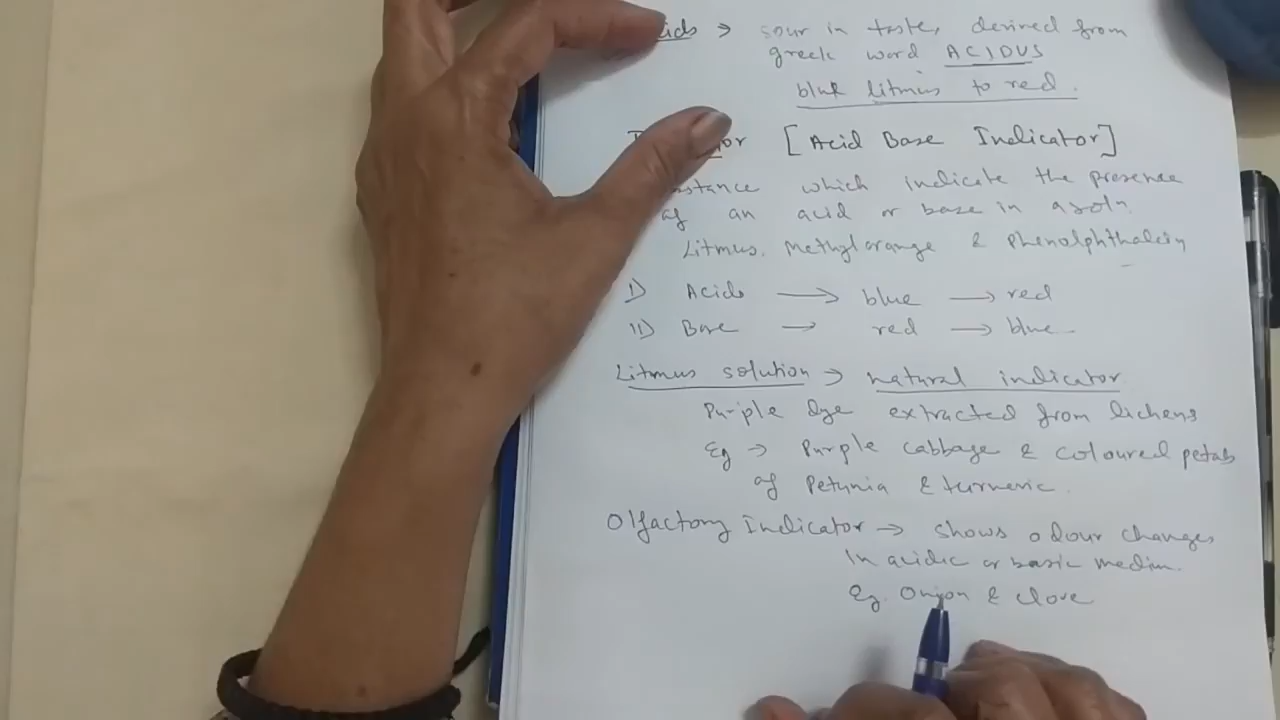 ids → sour in taste, derived from
greek word ACIDUS
blue litmus to red.
or [Acid Base Indicator]
stance which indicate the presence
of an acid or base in a soln.
Litmus, Methyl orange & Phenolphthalein
I) Acids → blue → red
II) Base → red → blue
Litmus solution → natural indicator
Purple dye extracted from lichens
Eg → Purple cabbage & coloured petals
of Petunia & turmeric.
Olfactory Indicator → shows odour changes
In acidic or basic medium.
Eg. Onion & clove